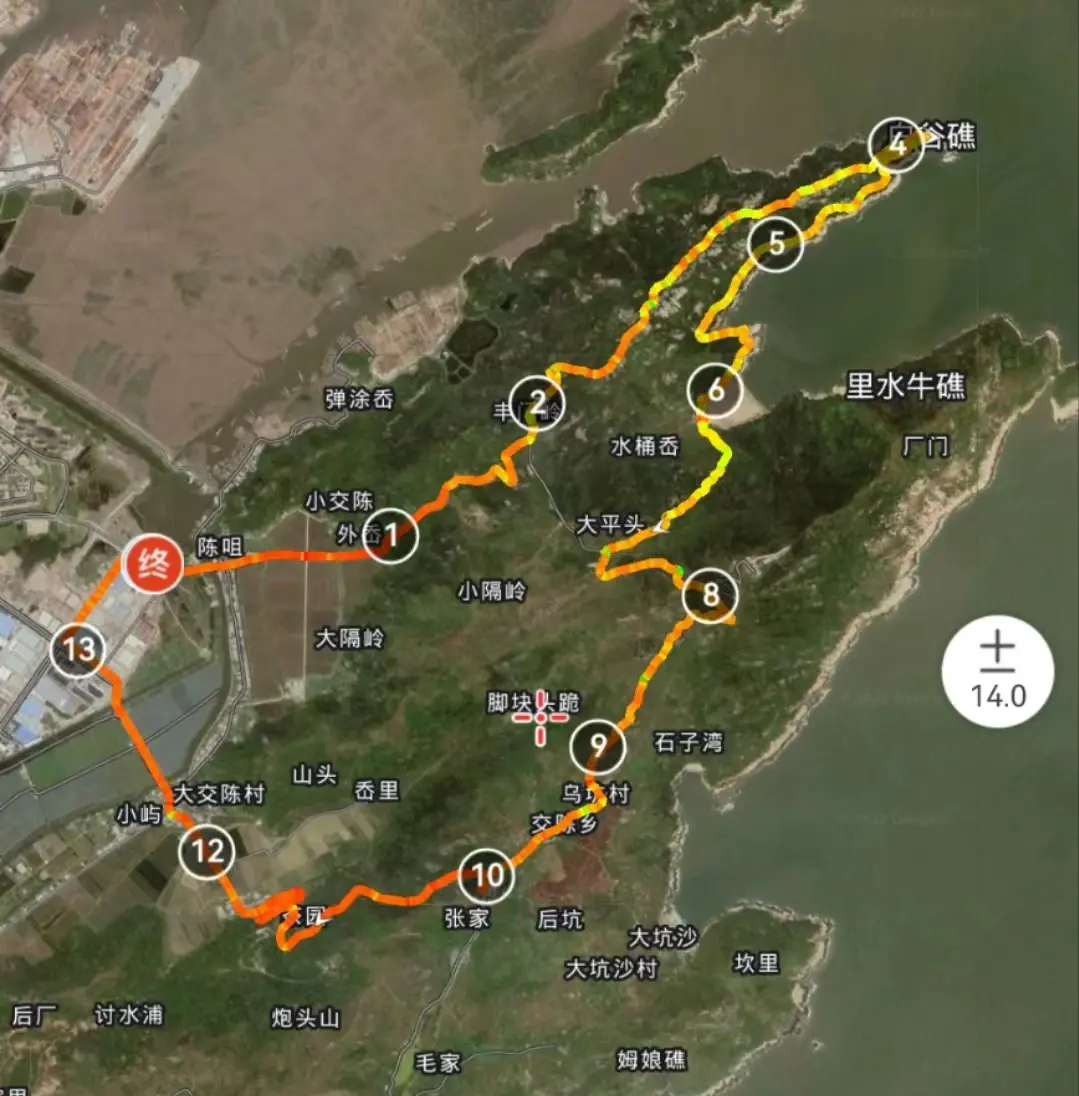 4
谷礁
5
6
里水牛礁
弹涂岙
2
水桶岙
厂门
小交陈
外岙
1
大平头
陈咀
终
小隔岭
8
大隔岭
13
14.0
脚块头跪
9
石子湾
山头
岙里
大交陈村
小屿
乌坑村
交陈乡
12
10
张家
后坑
大坑沙
大坑沙村
坎里
后厂
讨水浦
炮头山
毛家
姆娘礁